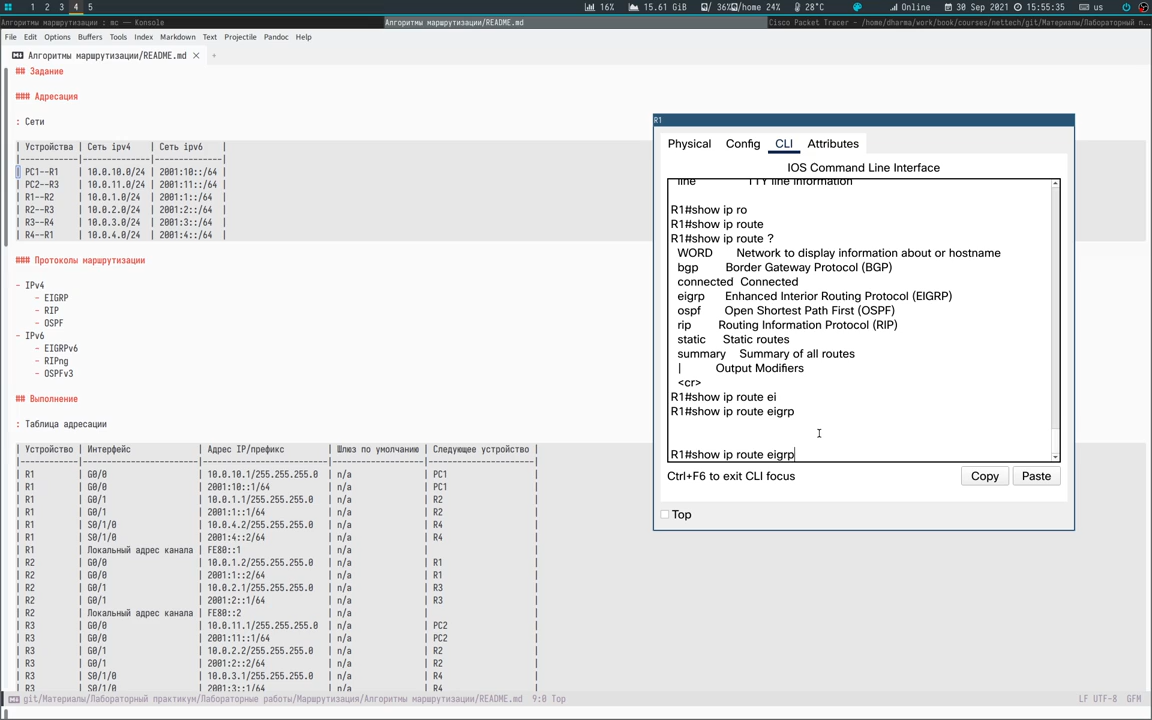 1 2 3 4 5 16% 15.61 GiB / 36% /home 24% 28°C Online 30 Sep 2021 15:55:35 us
Алгоритмы маршрутизации : mc — Konsole
Алгоритмы маршрутизации/README.md
Cisco Packet Tracer - /home/dharma/work/book/courset/nettech/git/Материалы/Лабораторный п...
File Edit Options Buffers Tools Index Markdown Text Projectile Pandoc Help
Алгоритмы маршрутизации/README.md × +
## Задание
### Адресация
: Сети
| Устройства | Сеть ipv4 | Сеть ipv6 |
|------------|--------------|--------------|
| PC1--R1 | 10.0.10.0/24 | 2001:10::/64 |
| PC2--R3 | 10.0.11.0/24 | 2001:11::/64 |
| R1--R2 | 10.0.1.0/24 | 2001:1::/64 |
| R2--R3 | 10.0.2.0/24 | 2001:2::/64 |
| R3--R4 | 10.0.3.0/24 | 2001:3::/64 |
| R4--R1 | 10.0.4.0/24 | 2001:4::/64 |
### Протоколы маршрутизации
- IPv4
- EIGRP
- RIP
- OSPF
- IPv6
- EIGRPv6
- RIPng
- OSPFv3
## Выполнение
: Таблица адресации
| Устройство | Интерфейс | Адрес IP/префикс | Шлюз по умолчанию | Следующее устройство |
| R1 | G0/0 | 10.0.10.1/255.255.255.0 | n/a | PC1 |
| R1 | G0/0 | 2001:10::1/64 | n/a | PC1 |
| R1 | G0/1 | 10.0.1.1/255.255.255.0 | n/a | R2 |
| R1 | G0/1 | 2001:1::1/64 | n/a | R2 |
| R1 | S0/1/0 | 10.0.4.2/255.255.255.0 | n/a | R4 |
| R1 | S0/1/0 | 2001:4::2/64 | n/a | R4 |
| R1 | Локальный адрес канала | FE80::1 | n/a | |
| R2 | G0/0 | 10.0.1.2/255.255.255.0 | n/a | R1 |
| R2 | G0/0 | 2001:1::2/64 | n/a | R1 |
| R2 | G0/1 | 10.0.2.1/255.255.255.0 | n/a | R3 |
| R2 | G0/1 | 2001:2::1/64 | n/a | R3 |
| R2 | Локальный адрес канала | FE80::2 | n/a | |
| R3 | G0/0 | 10.0.11.1/255.255.255.0 | n/a | PC2 |
| R3 | G0/0 | 2001:11::1/64 | n/a | PC2 |
| R3 | G0/1 | 10.0.2.2/255.255.255.0 | n/a | R2 |
| R3 | G0/1 | 2001:2::2/64 | n/a | R2 |
| R3 | S0/1/0 | 10.0.3.1/255.255.255.0 | n/a | R4 |
| R3 | S0/1/0 | 2001:3::1/64 | n/a | R4 |
git/Материалы/Лабораторный практикум/Лабораторные работы/Маршрутизация/Алгоритмы маршрутизации/README.md 9:0 Top LF UTF-8 GFM
R1
Physical Config CLI Attributes
IOS Command Line Interface
line TTY line information
R1#show ip ro
R1#show ip route
R1#show ip route ?
WORD Network to display information about or hostname
bgp Border Gateway Protocol (BGP)
connected Connected
eigrp Enhanced Interior Routing Protocol (EIGRP)
ospf Open Shortest Path First (OSPF)
rip Routing Information Protocol (RIP)
static Static routes
summary Summary of all routes
| Output Modifiers
<cr>
R1#show ip route ei
R1#show ip route eigrp
R1#show ip route eigrp
Ctrl+F6 to exit CLI focus
Copy Paste
Top